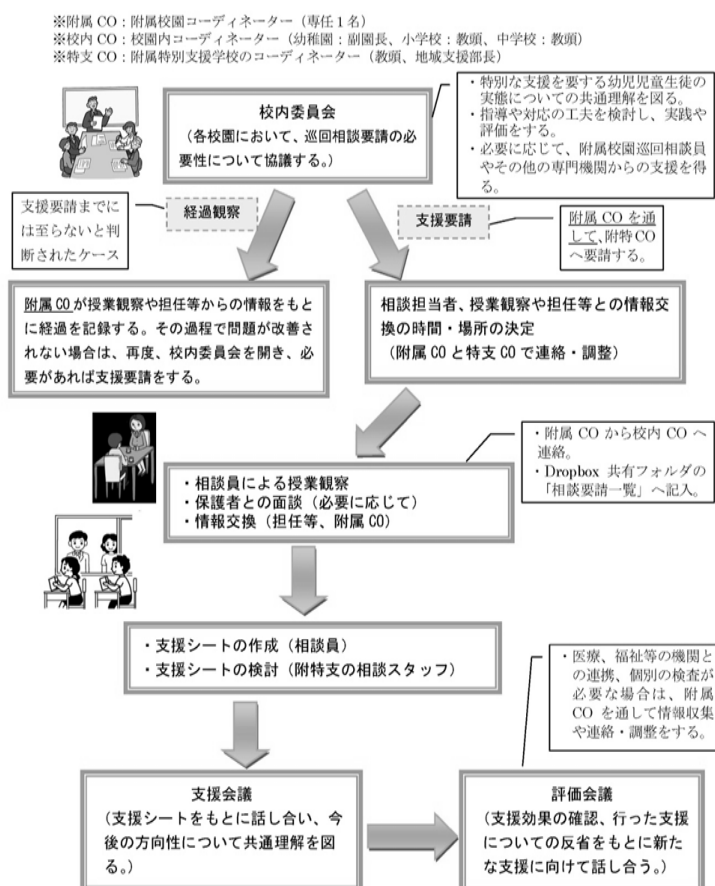 ※附属 CO：附属校園コーディネーター（専任１名）
※校内 CO：校園内コーディネーター（幼稚園：副園長、小学校：教頭、中学校：教頭）
※特支 CO：附属特別支援学校のコーディネーター（教頭、地域支援部長）
校内委員会
（各校園において、巡回相談要請の必
要性について協議する。）
・特別な支援を要する幼児児童生徒の
実態についての共通理解を図る。
・指導や対応の工夫を検討し、実践や
評価をする。
・必要に応じて、附属校園巡回相談員
やその他の専門機関からの支援を得
る。
支援要請までに
は至らないと判
断されたケース
経過観察
支援要請
附属 CO を通
して、附特 CO
へ要請する。
附属 CO が授業観察や担任等からの情報をもと
に経過を記録する。その過程で問題が改善さ
れない場合は、再度、校内委員会を開き、必
要があれば支援要請をする。
相談担当者、授業観察や担任等との情報交
換の時間・場所の決定
（附属 CO と特支 CO で連絡・調整）
・附属 CO から校内 CO へ
連絡。
・Dropbox 共有フォルダの
「相談要請一覧」へ記入。
・相談員による授業観察
・保護者との面談（必要に応じて）
・情報交換（担任等、附属 CO）
・支援シートの作成（相談員）
・支援シートの検討（附特支の相談スタッフ）
・医療、福祉等の機関と
の連携、個別の検査が
必要な場合は、附属
CO を通して情報収集
や連絡・調整をする。
支援会議
（支援シートをもとに話し合い、今
後の方向性について共通理解を図
る。）
評価会議
（支援効果の確認、行った支援
についての反省をもとに新た
な支援に向けて話し合う。）